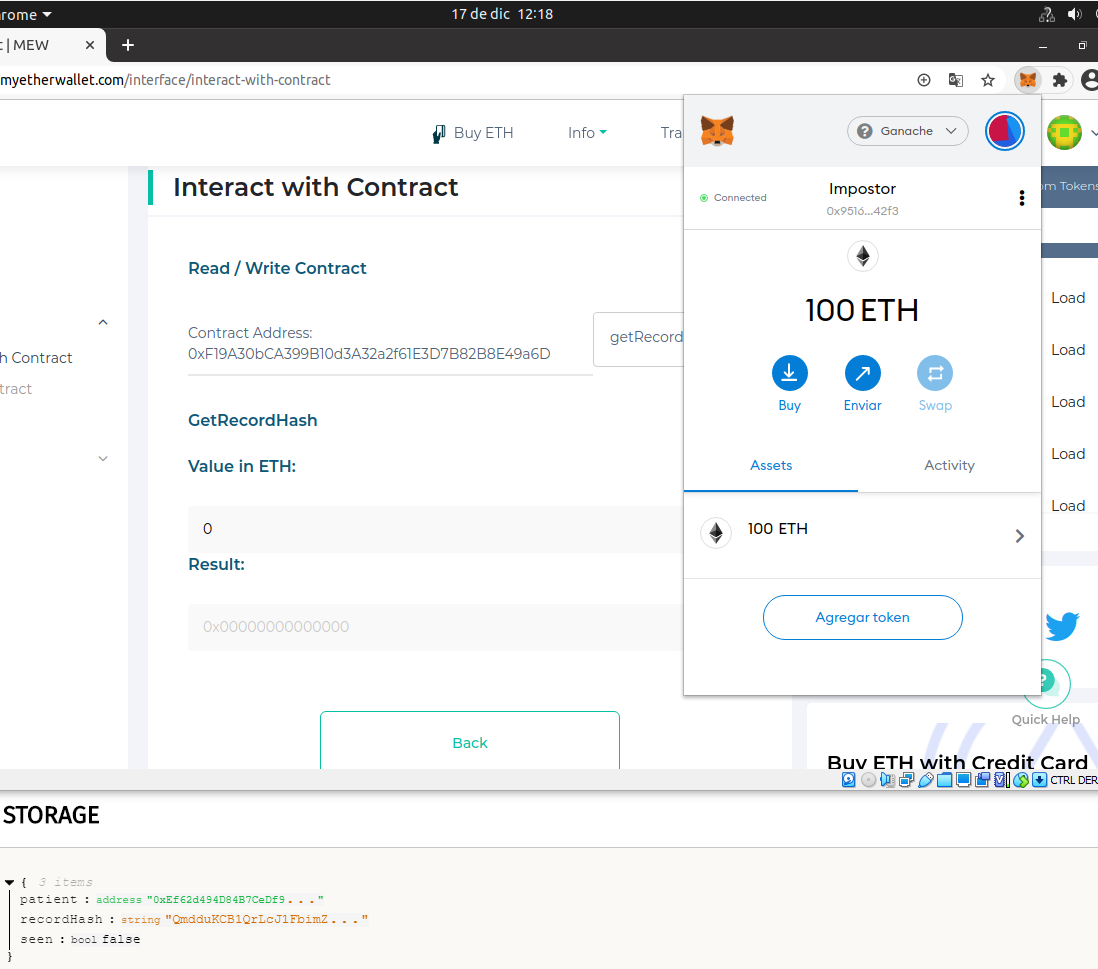 rome
17 de dic 12:18
t | MEW
myetherwallet.com/interface/interact-with-contract
Buy ETH
Info
Tra
Ganache
om Tokens
Interact with Contract
Connected
Impostor
0x9516...42f3
Read / Write Contract
100 ETH
Load
Contract Address:
0xF19A30bCA399B10d3A32a2f61E3D7B82B8E49a6D
getRecord
Load
h Contract
tract
Buy
Enviar
Swap
Load
GetRecordHash
Value in ETH:
Assets
Activity
Load
0
100 ETH
Load
Result:
0x00000000000000
Agregar token
Quick Help
Back
Buy ETH with Credit Card
CTRL DER
STORAGE
{ 3 items
patient : address "0xEf62d494D84B7CeDf9..."
recordHash : string "QmdduKCB1QrLcJ1FbimZ..."
seen : bool false
}